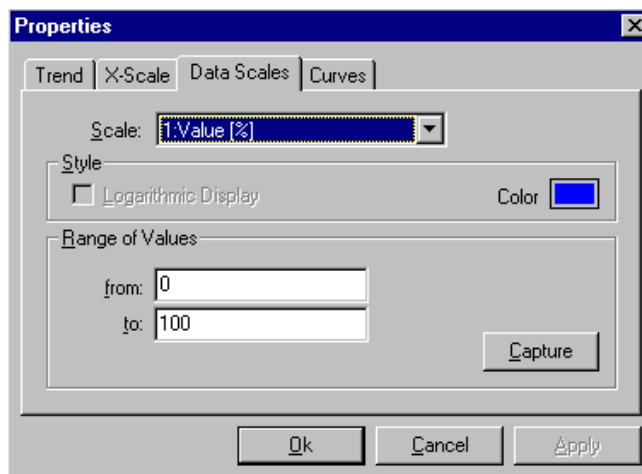 Properties
Trend X-Scale Data Scales Curves
Scale: 1:Value [%]
Style
Logarithmic Display Color
Range of Values
from: 0
to: 100
Capture
Ok Cancel Apply